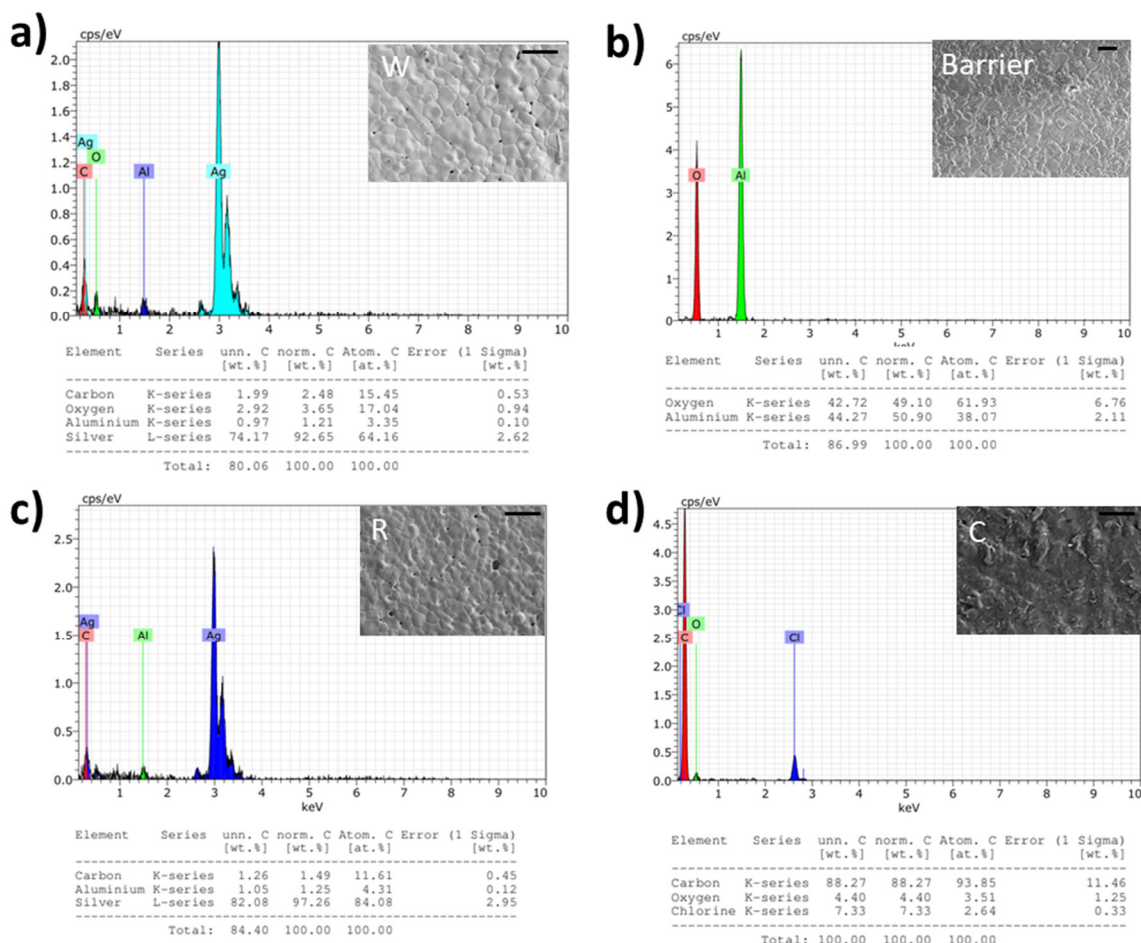 a)
cps/eV
W
2.0
1.8
1.6
1.4
Ag
O
1.2
C
Al
Ag
1.0
0.8
0.6
0.4
0.2
0.0
1 2 3 4 5 6 7 8 9 10
Element Series unn. C norm. C Atom. C Error (1 Sigma)
[wt.%] [wt.%] [at.%] [wt.%]
Carbon K-series 1.99 2.48 15.45 0.53
Oxygen K-series 2.92 3.65 17.04 0.94
Aluminium K-series 0.97 1.21 3.35 0.10
Silver L-series 74.17 92.65 64.16 2.62
Total: 80.06 100.00 100.00
b)
cps/eV
Barrier
6
5
4
O
Al
3
2
1
0
1 2 3 4 5 6 7 8 9 10
keV
Element Series unn. C norm. C Atom. C Error (1 Sigma)
[wt.%] [wt.%] [at.%] [wt.%]
Oxygen K-series 42.72 49.10 61.93 6.76
Aluminium K-series 44.27 50.90 38.07 2.11
Total: 86.99 100.00 100.00
c)
cps/eV
R
2.5
2.0
Ag
C
Al
Ag
1.5
1.0
0.5
0.0
1 2 3 4 5 6 7 8 9 10
keV
Element Series unn. C norm. C Atom. C Error (1 Sigma)
[wt.%] [wt.%] [at.%] [wt.%]
Carbon K-series 1.26 1.49 11.61 0.45
Aluminium K-series 1.05 1.25 4.31 0.12
Silver L-series 82.08 97.26 84.08 2.95
Total: 84.40 100.00 100.00
d)
cps/eV
C
4.5
4.0
3.5
3.0
Cl
O
2.5
C
Cl
2.0
1.5
1.0
0.5
0.0
1 2 3 4 5 6 7 8 9 10
keV
Element Series unn. C norm. C Atom. C Error (1 Sigma)
[wt.%] [wt.%] [at.%] [wt.%]
Carbon K-series 88.27 88.27 93.85 11.46
Oxygen K-series 4.40 4.40 3.51 1.25
Chlorine K-series 7.33 7.33 2.64 0.33
Total: 100.00 100.00 100.00